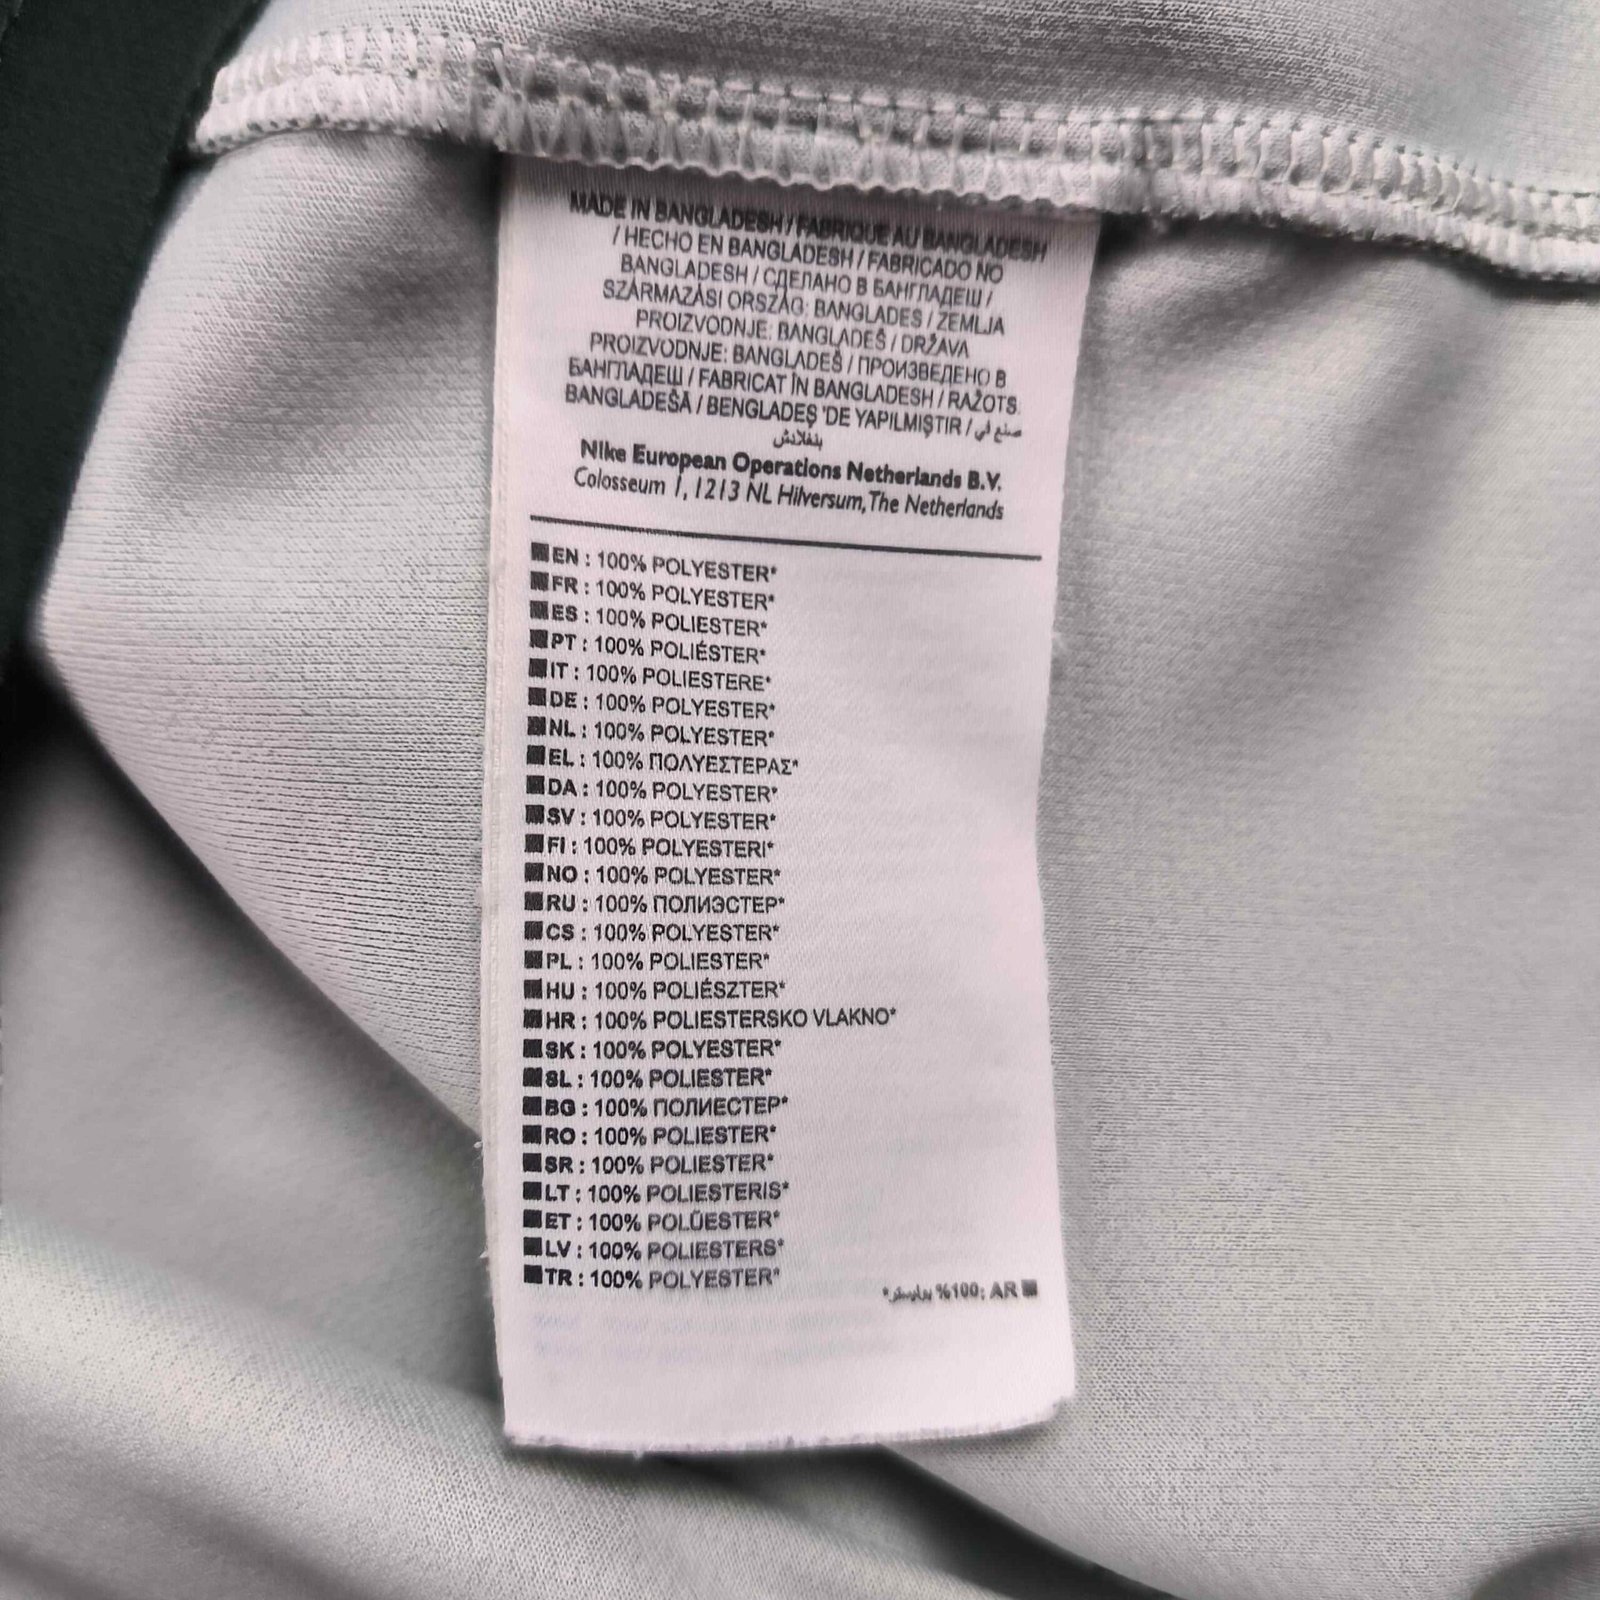 MADE IN BANGLADESH / FABRIQUE AU BANGLADESH
/ HECHO EN BANGLADESH / FABRICADO NO
BANGLADESH / СДЕЛАНО В БАНГЛАДЕШ /
SZÁRMAZÁSI ORSZÁG: BANGLADES / ZEMLJA
PROIZVODNJE: BANGLADEŠ / DRŽAVA
PROIZVODNJE: BANGLADEŠ / ПРОИЗВЕДЕНО В
БАНГЛАДЕШ / FABRICAT ÎN BANGLADESH / RAŽOTS
BANGLADEŠĀ / BENGLADEŞ 'DE YAPILMIŞTIR / صنع في
بنغلادش
Nike European Operations Netherlands B.V.
Colosseum 1, 1213 NL Hilversum, The Netherlands
EN : 100% POLYESTER*
FR : 100% POLYESTER*
ES : 100% POLIESTER*
PT : 100% POLIÉSTER*
IT : 100% POLIESTERE*
DE : 100% POLYESTER*
NL : 100% POLYESTER*
EL : 100% ΠΟΛΥΕΣΤΕΡΑΣ*
DA : 100% POLYESTER*
SV : 100% POLYESTER*
FI : 100% POLYESTERI*
NO : 100% POLYESTER*
RU : 100% ПОЛИЭСТЕР*
CS : 100% POLYESTER*
PL : 100% POLIESTER*
HU : 100% POLIÉSZTER*
HR : 100% POLIESTERSKO VLAKNO*
SK : 100% POLYESTER*
SL : 100% POLIESTER*
BG : 100% ПОЛИЕСТЕР*
RO : 100% POLIESTER*
SR : 100% POLIESTER*
LT : 100% POLIESTERIS*
ET : 100% POLÜESTER*
LV : 100% POLIESTERS*
TR : 100% POLYESTER*
AR ;100% بوليستر*